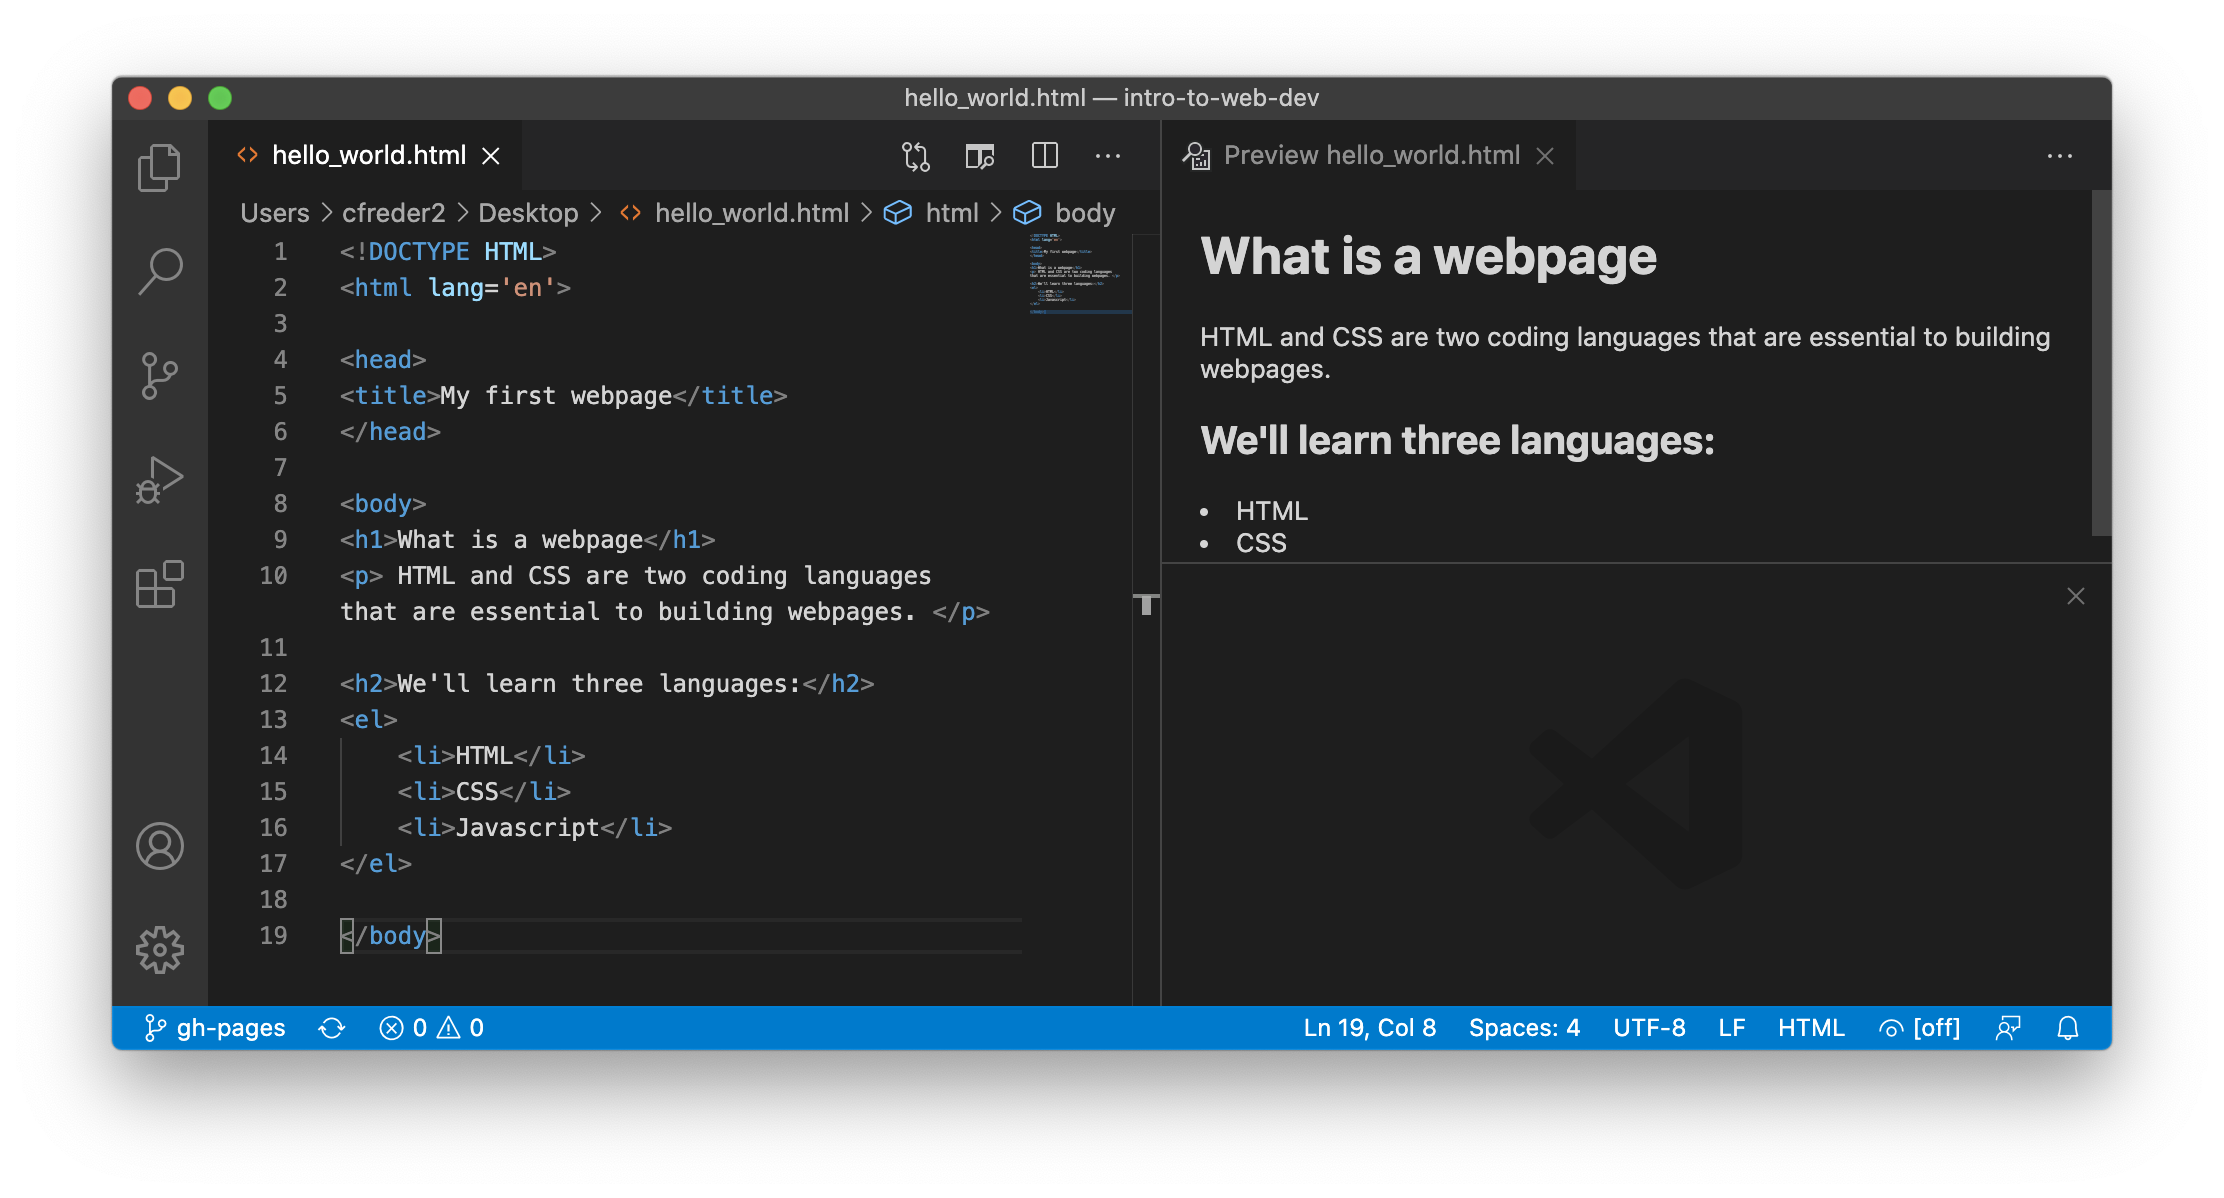 hello_world.html — intro-to-web-dev
hello_world.html
Preview hello_world.html
Users > cfreder2 > Desktop > hello_world.html > html > body
1 <!DOCTYPE HTML>
2 <html lang='en'>
3
4 <head>
5 <title>My first webpage</title>
6 </head>
7
8 <body>
9 <h1>What is a webpage</h1>
10 <p> HTML and CSS are two coding languages
that are essential to building webpages. </p>
11
12 <h2>We'll learn three languages:</h2>
13 <el>
14 <li>HTML</li>
15 <li>CSS</li>
16 <li>Javascript</li>
17 </el>
18
19 </body>
What is a webpage
HTML and CSS are two coding languages that are essential to building
webpages.
We'll learn three languages:
• HTML
• CSS
gh-pages 0 0 Ln 19, Col 8 Spaces: 4 UTF-8 LF HTML [off]